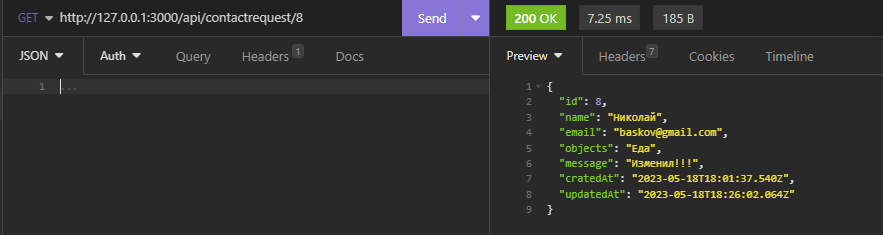 GET http://127.0.0.1:3000/api/contactrequest/8 Send 200 OK 7.25 ms 185 B
JSON Auth Query Headers 1 Docs Preview Headers 7 Cookies Timeline
1 ...
1 {
2 "id": 8,
3 "name": "Николай",
4 "email": "baskov@gmail.com",
5 "objects": "Еда",
6 "message": "Изменил!!!",
7 "cratedAt": "2023-05-18T18:01:37.540Z",
8 "updatedAt": "2023-05-18T18:26:02.064Z"
9 }